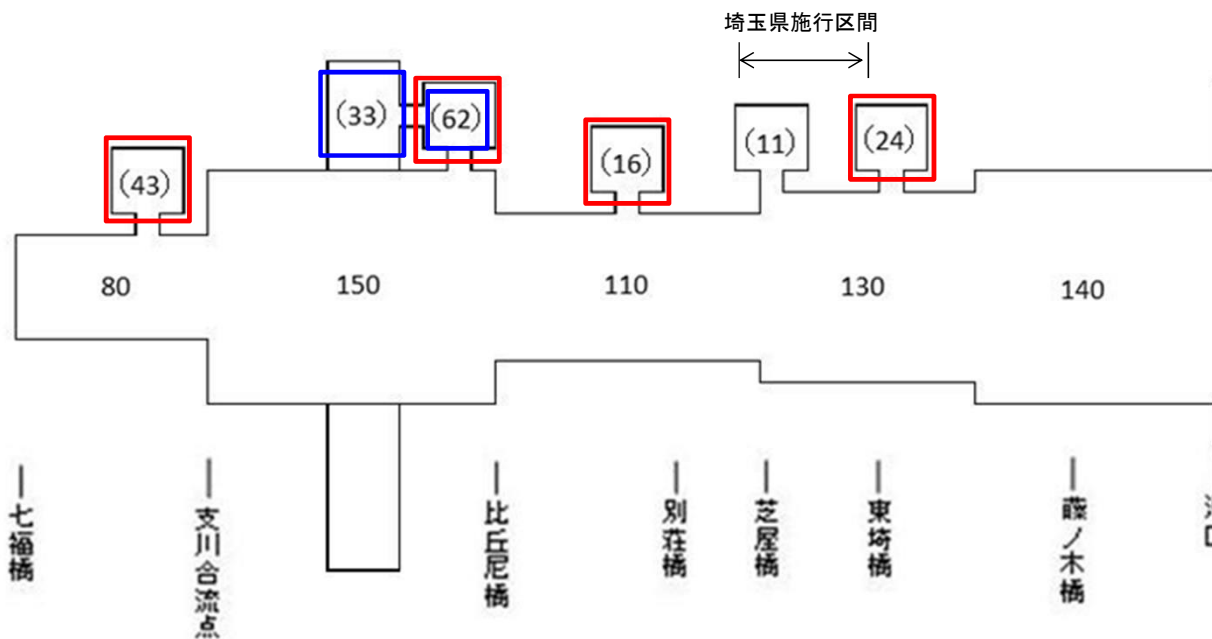 埼玉県施行区間
(33)
(62)
(43)
(16)
(11)
(24)
80
150
110
130
140
七福橋
支川合流点
比丘尼橋
別荘橋
芝屋橋
東埼橋
藤ノ木橋